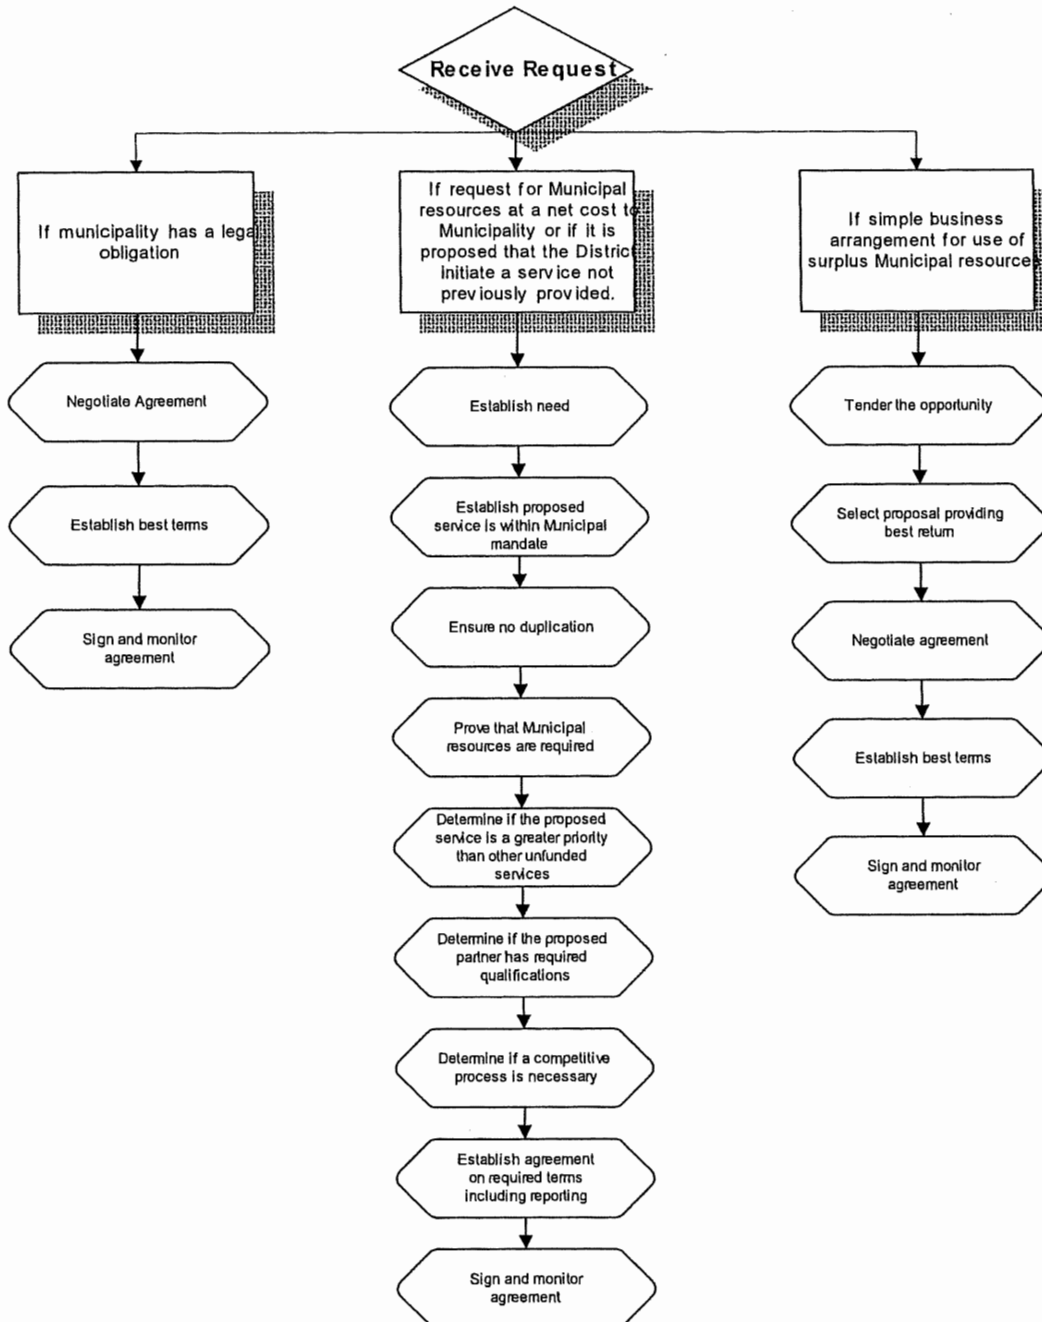 Receive Request
If municipality has a legal
obligation
Negotiate Agreement
Establish best terms
Sign and monitor
agreement
If request for Municipal
resources at a net cost to
Municipality or if it is
proposed that the District
initiate a service not
previously provided.
Establish need
Establish proposed
service is within Municipal
mandate
Ensure no duplication
Prove that Municipal
resources are required
Determine if the proposed
service is a greater priority
than other unfunded
services
Determine if the proposed
partner has required
qualifications
Determine if a competitive
process is necessary
Establish agreement
on required terms
including reporting
Sign and monitor
agreement
If simple business
arrangement for use of
surplus Municipal resources
Tender the opportunity
Select proposal providing
best return
Negotiate agreement
Establish best terms
Sign and monitor
agreement